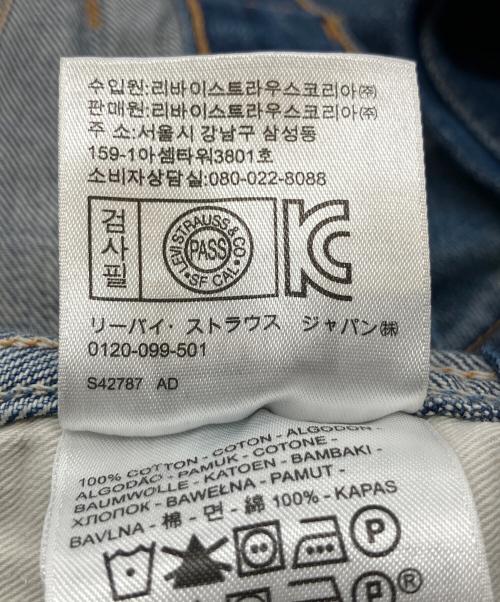 수입원:리바이스트라우스코리아㈜
판매원:리바이스트라우스코리아㈜
주 소:서울시 강남구 삼성동
159-1아셈타워3801호
소비자상담실:080-022-8088
검사필
LEVI STRAUSS & CO
PASS
• SF CAL •
KC
リーバイ・ストラウス ジャパン㈱
0120-099-501
S42787 AD
100% COTTON - COTON - ALGODON -
ALGODÃO - PAMUK - COTONE -
BAUMWOLLE - KATOEN - BAMBAKI -
ХЛОПОК - BAWEŁNA - PAMUT -
BAVLNA - 棉 - 면 - 綿 100% - KAPAS
P
P
®